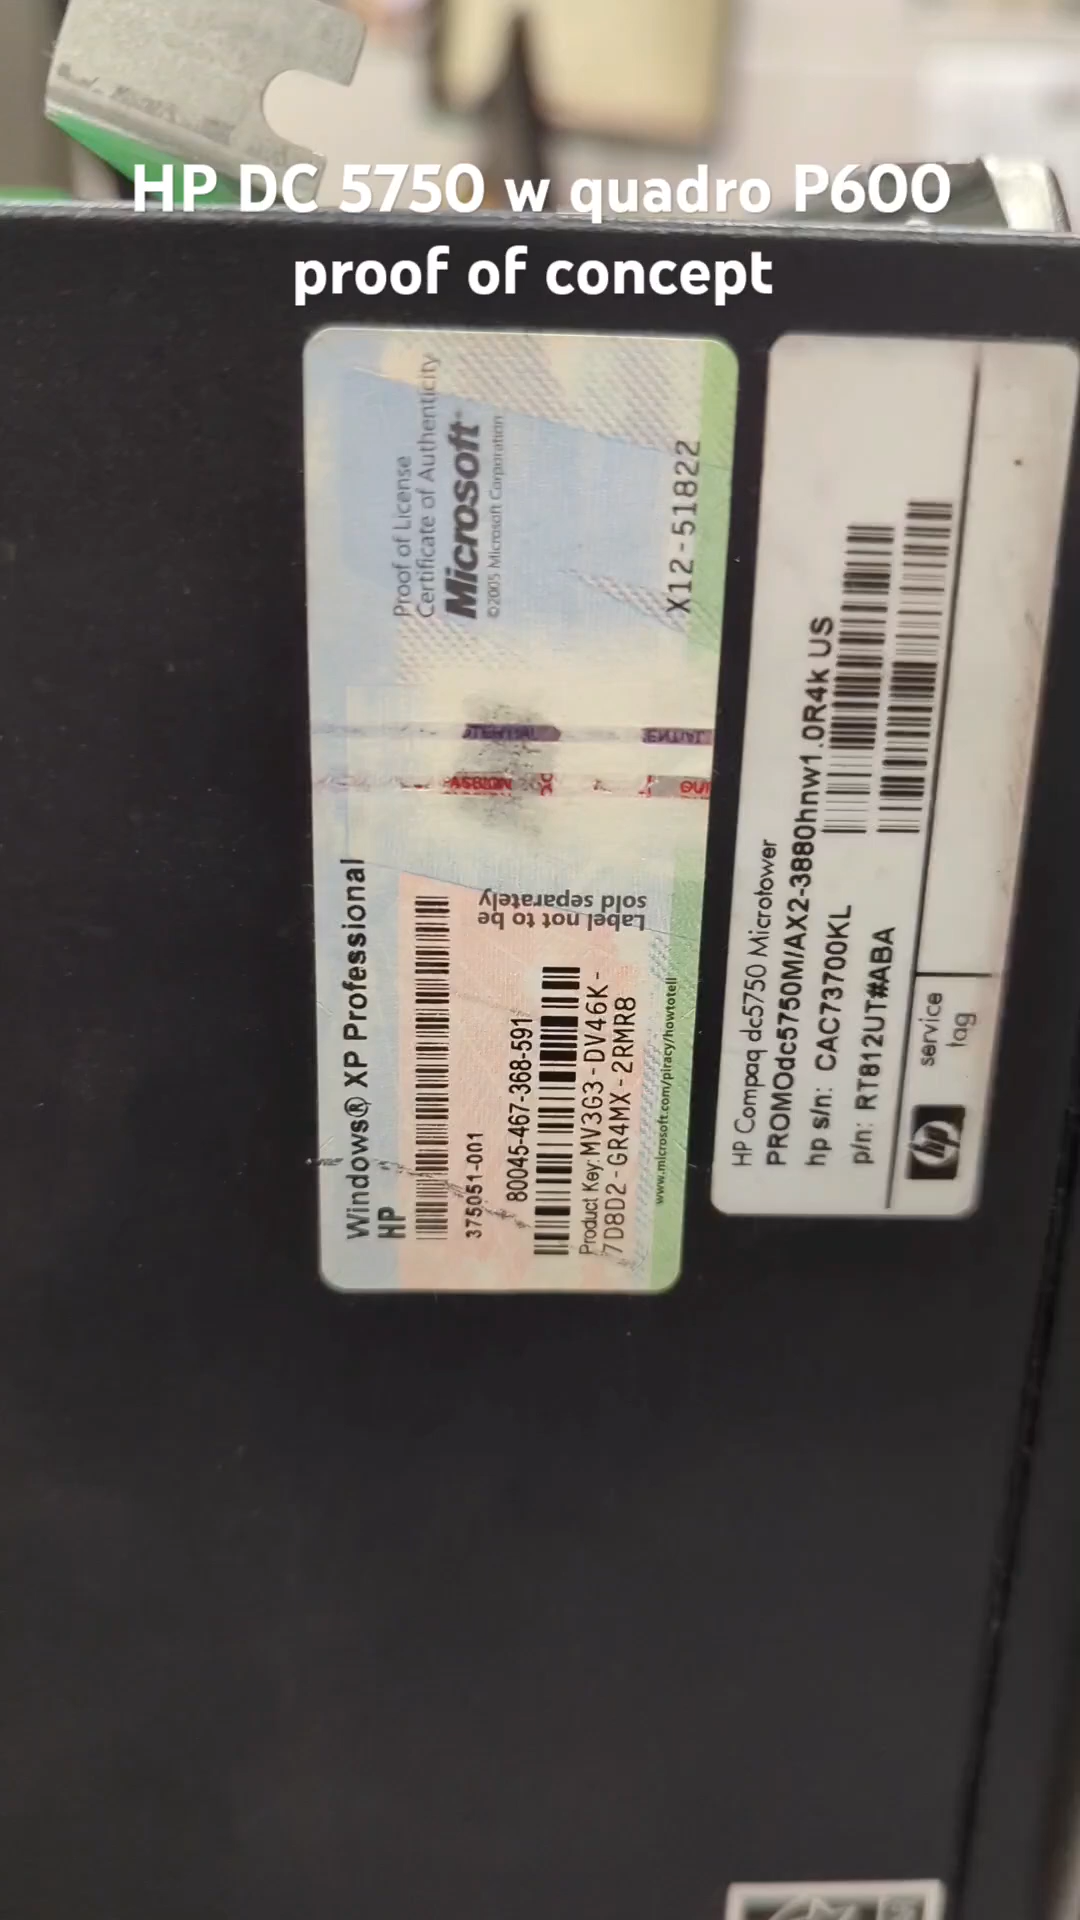 HP DC 5750 w quadro P600
proof of concept
Proof of License
Certificate of Authenticity
Microsoft
©2005 Microsoft Corporation
X12-51822
Windows® XP Professional
HP
375051-001
80045-467-368-591
Product Key: MV3G3-DV46K-
7D8D2-GR4MX-2RMR8
www.microsoft.com/piracy/howtotell
Label not to be
sold separately
HP Compaq dc5750 Microtower
PROMOdc5750M/AX2-3880hnw1.0R4k US
hp s/n: CAC73700KL
p/n: RT812UT#ABA
hp
service
tag